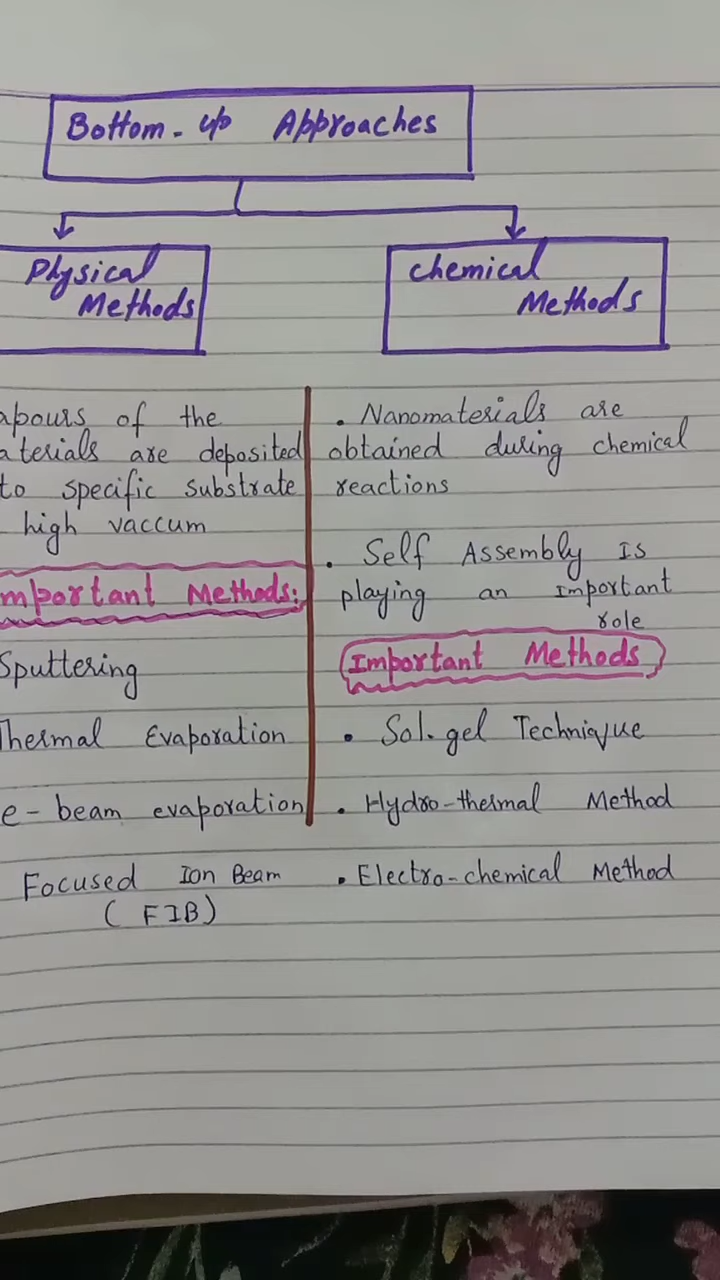 Bottom-up Approaches
Physical
Methods
apours of the
aterials are deposited
to specific substrate
high vaccum
mportant Methods:
Sputtering
Thermal Evaporation
e-beam evaporation
Focused Ion Beam
(FIB)
chemical
Methods
. Nanomaterials are
obtained during chemical
reactions
. Self Assembly Is
playing an Important
role
Important Methods
• Sol-gel Technique
. Hydro-thermal Method
. Electro-chemical Method